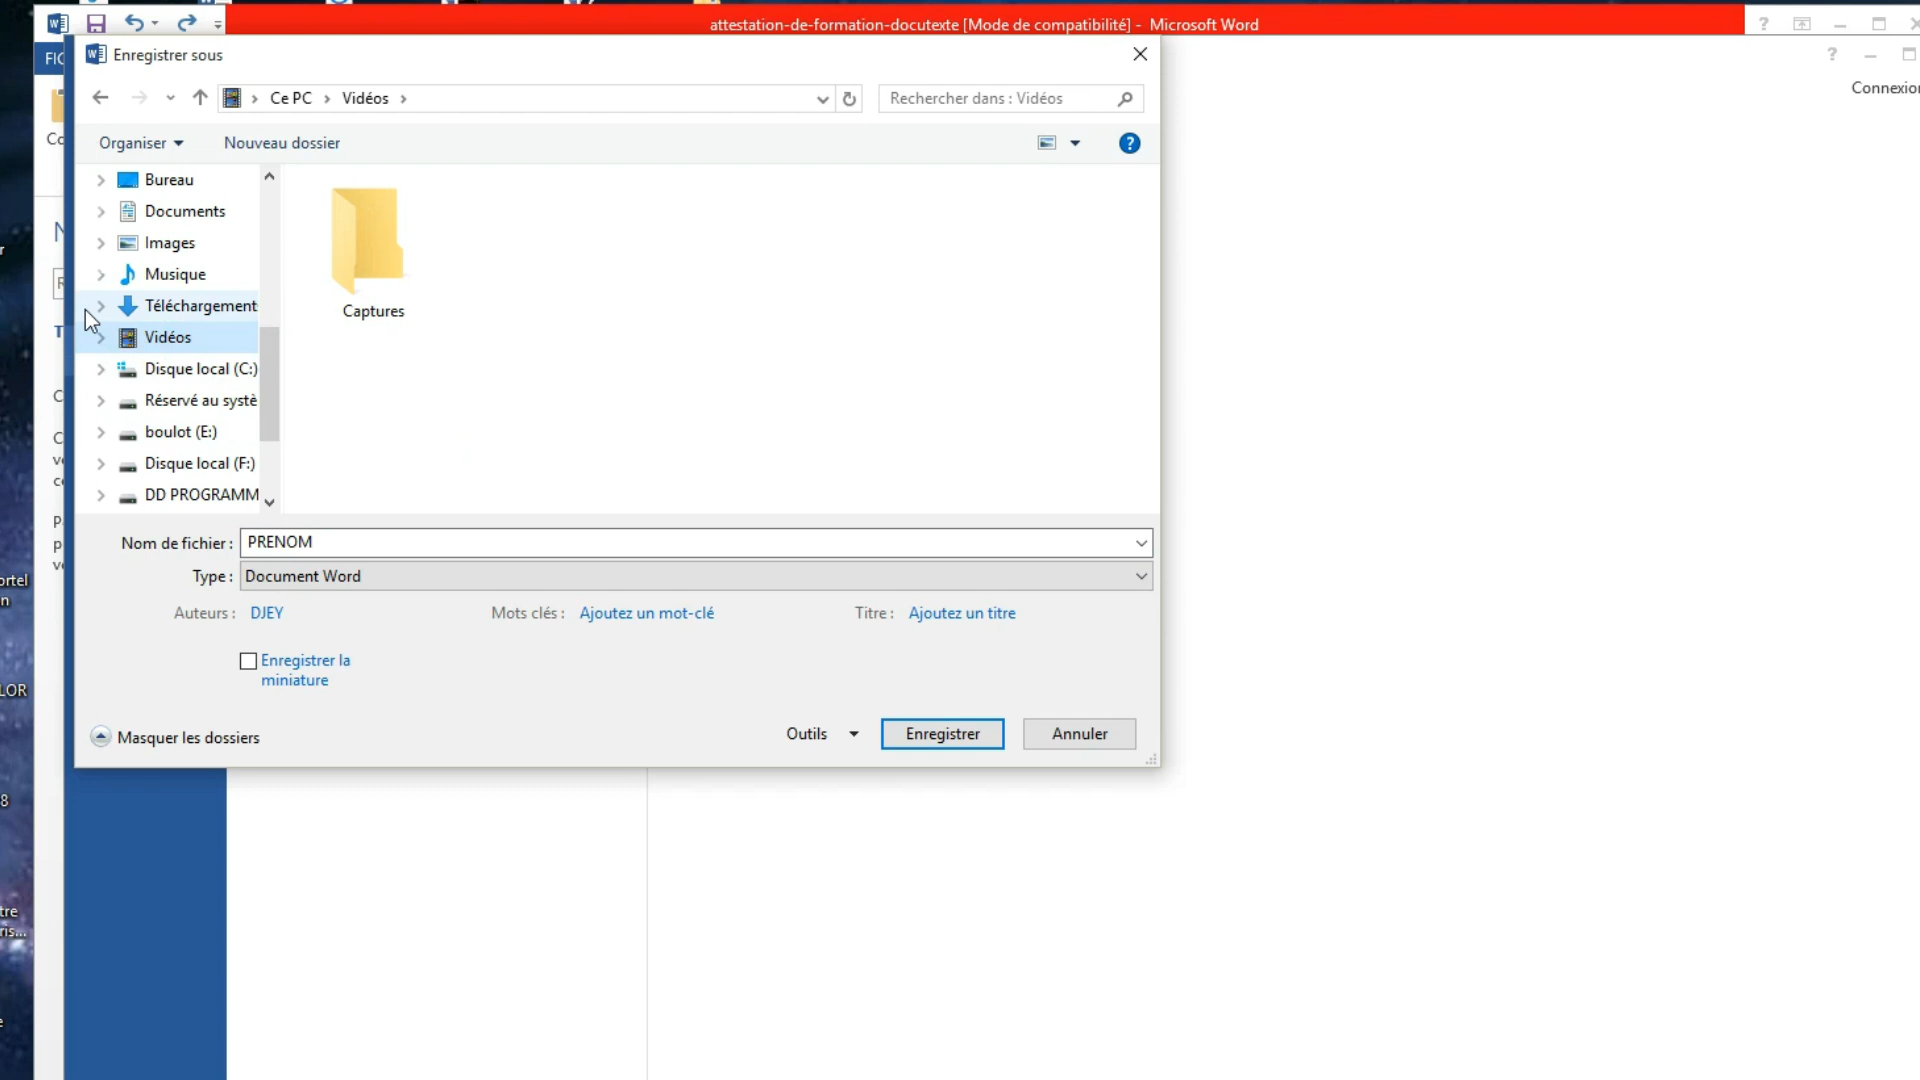 attestation-de-formation-docutexte [Mode de compatibilité] - Microsoft Word
Enregistrer sous
Connexion
Ce PC
Vidéos
Rechercher dans : Vidéos
Organiser
Nouveau dossier
Bureau
Documents
Images
Musique
Téléchargement
Vidéos
Disque local (C:)
Réservé au systè
boulot (E:)
Disque local (F:)
DD PROGRAMM
Captures
Nom de fichier :
PRENOM
Type :
Document Word
Auteurs :
DJEY
Mots clés :
Ajoutez un mot-clé
Titre :
Ajoutez un titre
Enregistrer la
miniature
Masquer les dossiers
Outils
Enregistrer
Annuler